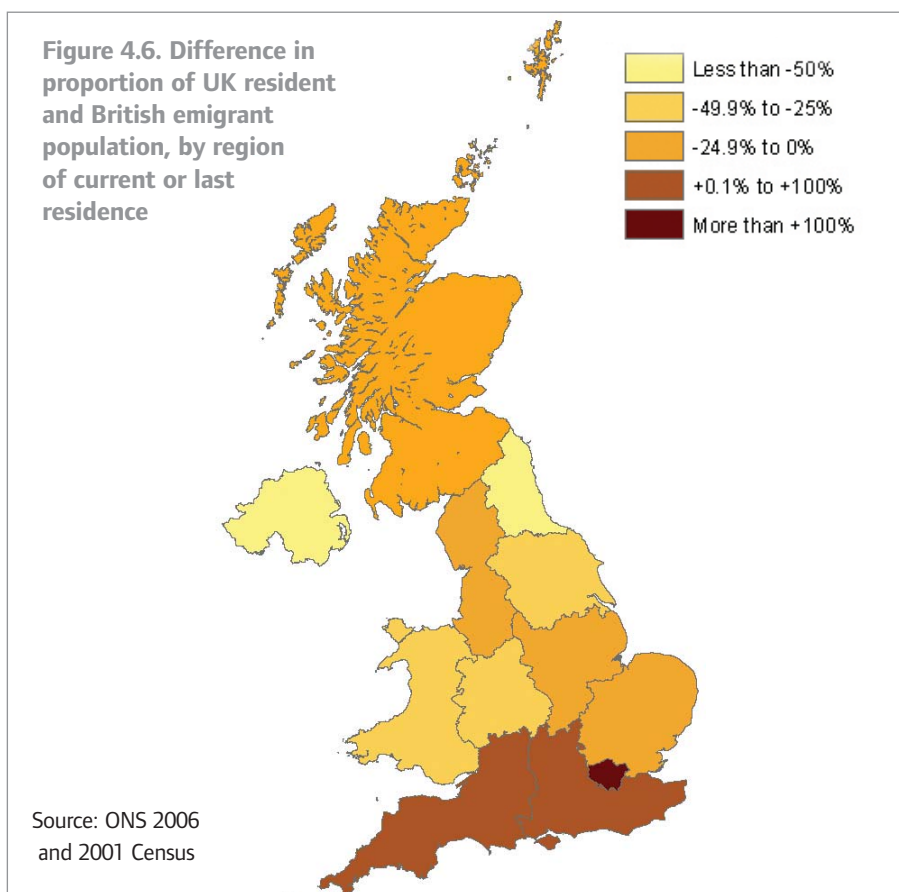 Figure 4.6. Difference in
proportion of UK resident
and British emigrant
population, by region
of current or last
residence
Less than -50%
-49.9% to -25%
-24.9% to 0%
+0.1% to +100%
More than +100%
Source: ONS 2006
and 2001 Census